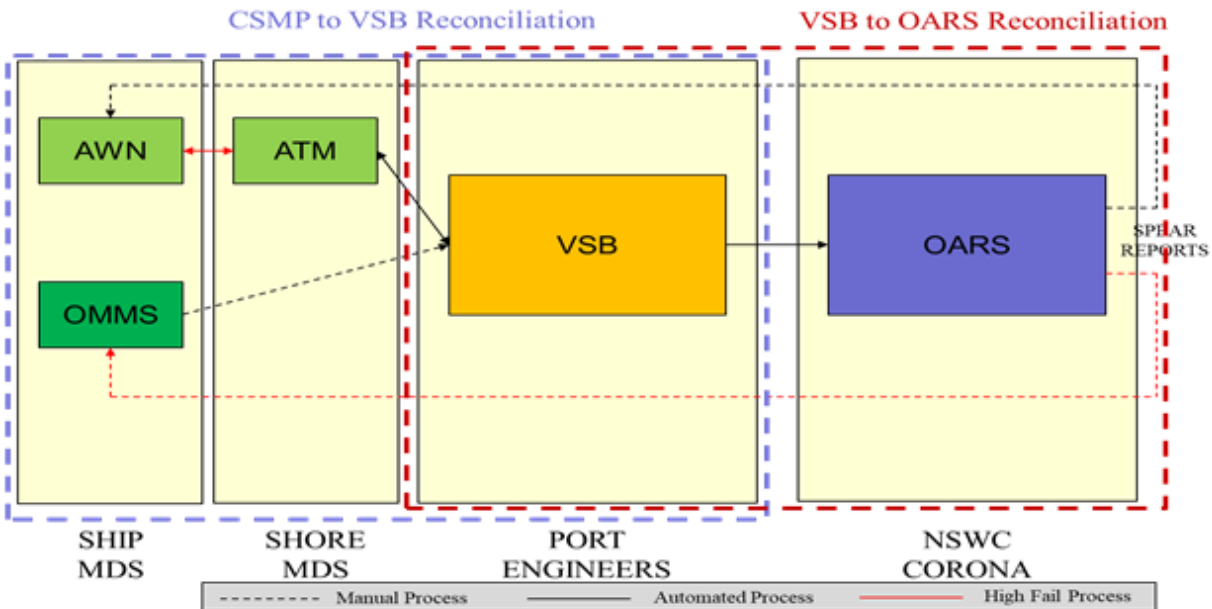 CSMP to VSB Reconciliation
VSB to OARS Reconciliation
AWN
ATM
VSB
OARS
SPEAR
REPORTS
OMMS
SHIP
MDS
SHORE
MDS
PORT
ENGINEERS
NSWC
CORONA
Manual Process
Automated Process
High Fail Process